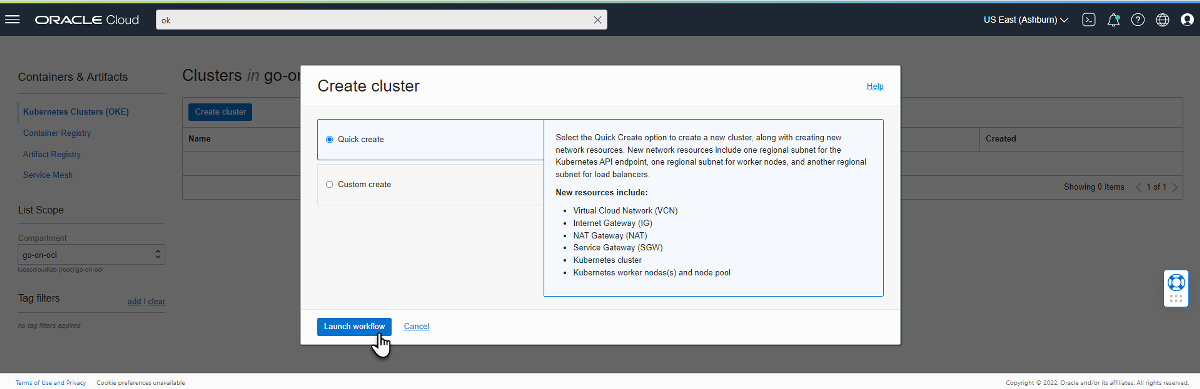 ORACLE Cloud
ok
US East (Ashburn)
Containers & Artifacts
Kubernetes Clusters (OKE)
Container Registry
Artifact Registry
Service Mesh
List Scope
Compartment
go-on-oci
Tag filters
add | clear
no tag filters applied
Clusters in go-on
Create cluster
Name
Created
Showing 0 Items
1 of 1
Create cluster
Help
Quick create
Custom create
Select the Quick Create option to create a new cluster, along with creating new
network resources. New network resources include one regional subnet for the
Kubernetes API endpoint, one regional subnet for worker nodes, and another regional
subnet for load balancers.
New resources include:
Virtual Cloud Network (VCN)
Internet Gateway (IG)
NAT Gateway (NAT)
Service Gateway (SGW)
Kubernetes cluster
Kubernetes worker nodes(s) and node pool
Launch workflow
Cancel
Terms of Use and Privacy
Cookie preferences unavailable
Copyright © 2022, Oracle and/or its affiliates. All rights reserved.